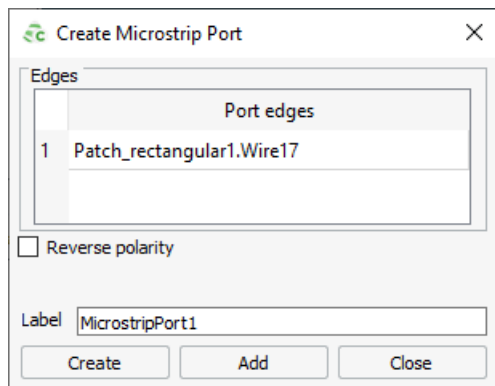 Create Microstrip Port
Edges
Port edges
1 Patch_rectangular1.Wire17
Reverse polarity
Label MicrostripPort1
Create Add Close